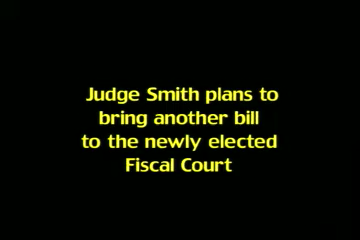 Judge Smith plans to
bring another bill
to the newly elected
Fiscal Court